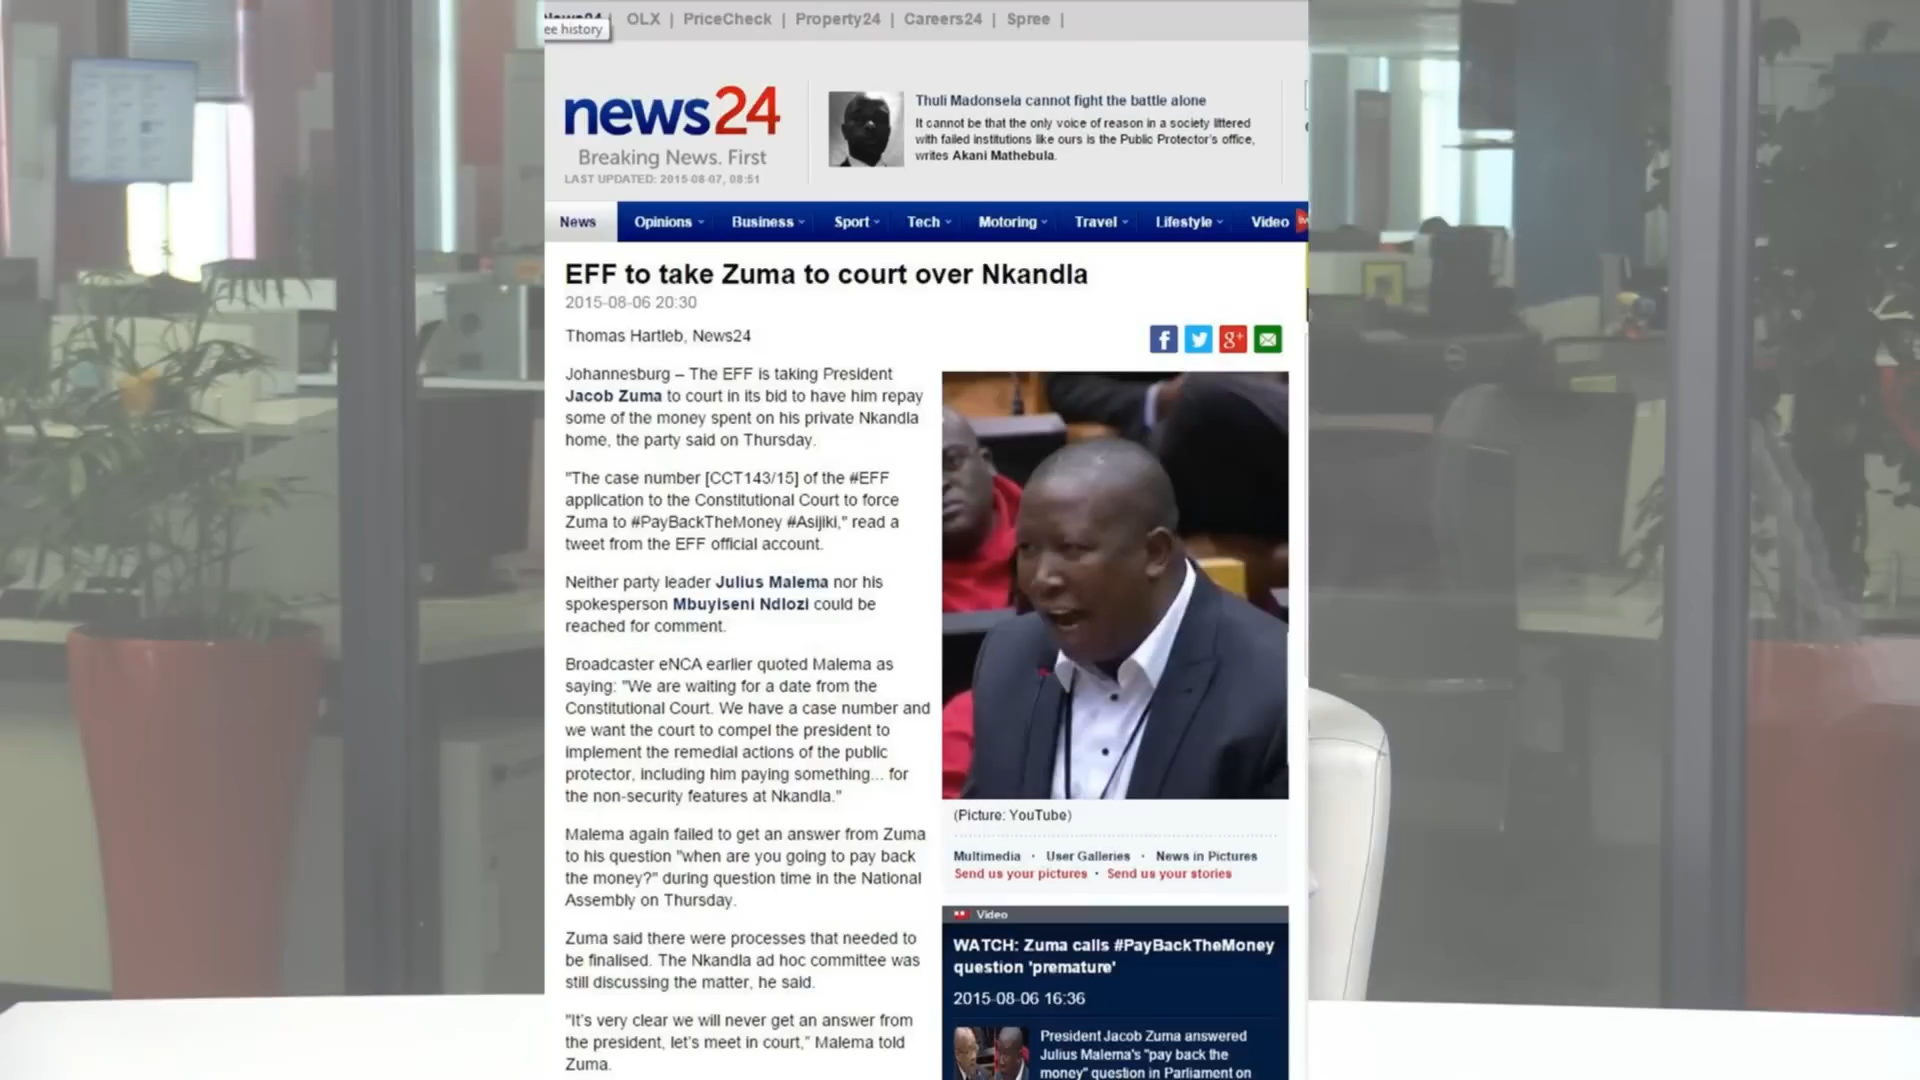 OLX | PriceCheck | Property24 | Careers24 | Spree |
ee history
news24
Breaking News. First
LAST UPDATED: 2015-08-07, 08:51
Thuli Madonsela cannot fight the battle alone
It cannot be that the only voice of reason in a society littered
with failed institutions like ours is the Public Protector's office,
writes Akani Mathebula.
News Opinions Business Sport Tech Motoring Travel Lifestyle Video
EFF to take Zuma to court over Nkandla
2015-08-06 20:30
Thomas Hartleb, News24
Johannesburg – The EFF is taking President
Jacob Zuma to court in its bid to have him repay
some of the money spent on his private Nkandla
home, the party said on Thursday.
"The case number [CCT143/15] of the #EFF
application to the Constitutional Court to force
Zuma to #PayBackTheMoney #Asijiki," read a
tweet from the EFF official account.
Neither party leader Julius Malema nor his
spokesperson Mbuyiseni Ndlozi could be
reached for comment.
Broadcaster eNCA earlier quoted Malema as
saying: "We are waiting for a date from the
Constitutional Court. We have a case number and
we want the court to compel the president to
implement the remedial actions of the public
protector, including him paying something... for
the non-security features at Nkandla."
Malema again failed to get an answer from Zuma
to his question "when are you going to pay back
the money?" during question time in the National
Assembly on Thursday.
Zuma said there were processes that needed to
be finalised. The Nkandla ad hoc committee was
still discussing the matter, he said.
"It's very clear we will never get an answer from
the president, let's meet in court," Malema told
Zuma.
(Picture: YouTube)
Multimedia · User Galleries · News in Pictures
Send us your pictures · Send us your stories
Video
WATCH: Zuma calls #PayBackTheMoney
question 'premature'
2015-08-06 16:36
President Jacob Zuma answered
Julius Malema's "pay back the
money" question in Parliament on